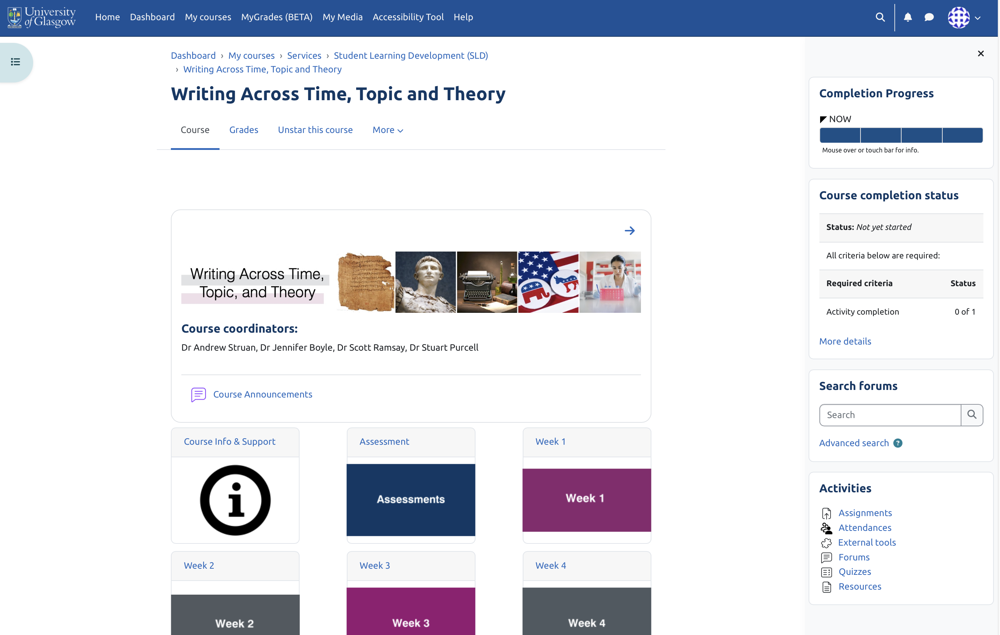 University
of Glasgow
Home Dashboard My courses MyGrades (BETA) My Media Accessibility Tool Help
Dashboard › My courses › Services › Student Learning Development (SLD)
› Writing Across Time, Topic and Theory
Writing Across Time, Topic and Theory
Course Grades Unstar this course More
Writing Across Time,
Topic, and Theory
Course coordinators:
Dr Andrew Struan, Dr Jennifer Boyle, Dr Scott Ramsay, Dr Stuart Purcell
Course Announcements
Course Info & Support
Assessment
Assessments
Week 1
Week 1
Week 2
Week 2
Week 3
Week 3
Week 4
Week 4
Completion Progress
NOW
Mouse over or touch bar for info.
Course completion status
Status: Not yet started
All criteria below are required:
Required criteria Status
Activity completion 0 of 1
More details
Search forums
Search
Advanced search ?
Activities
Assignments
Attendances
External tools
Forums
Quizzes
Resources